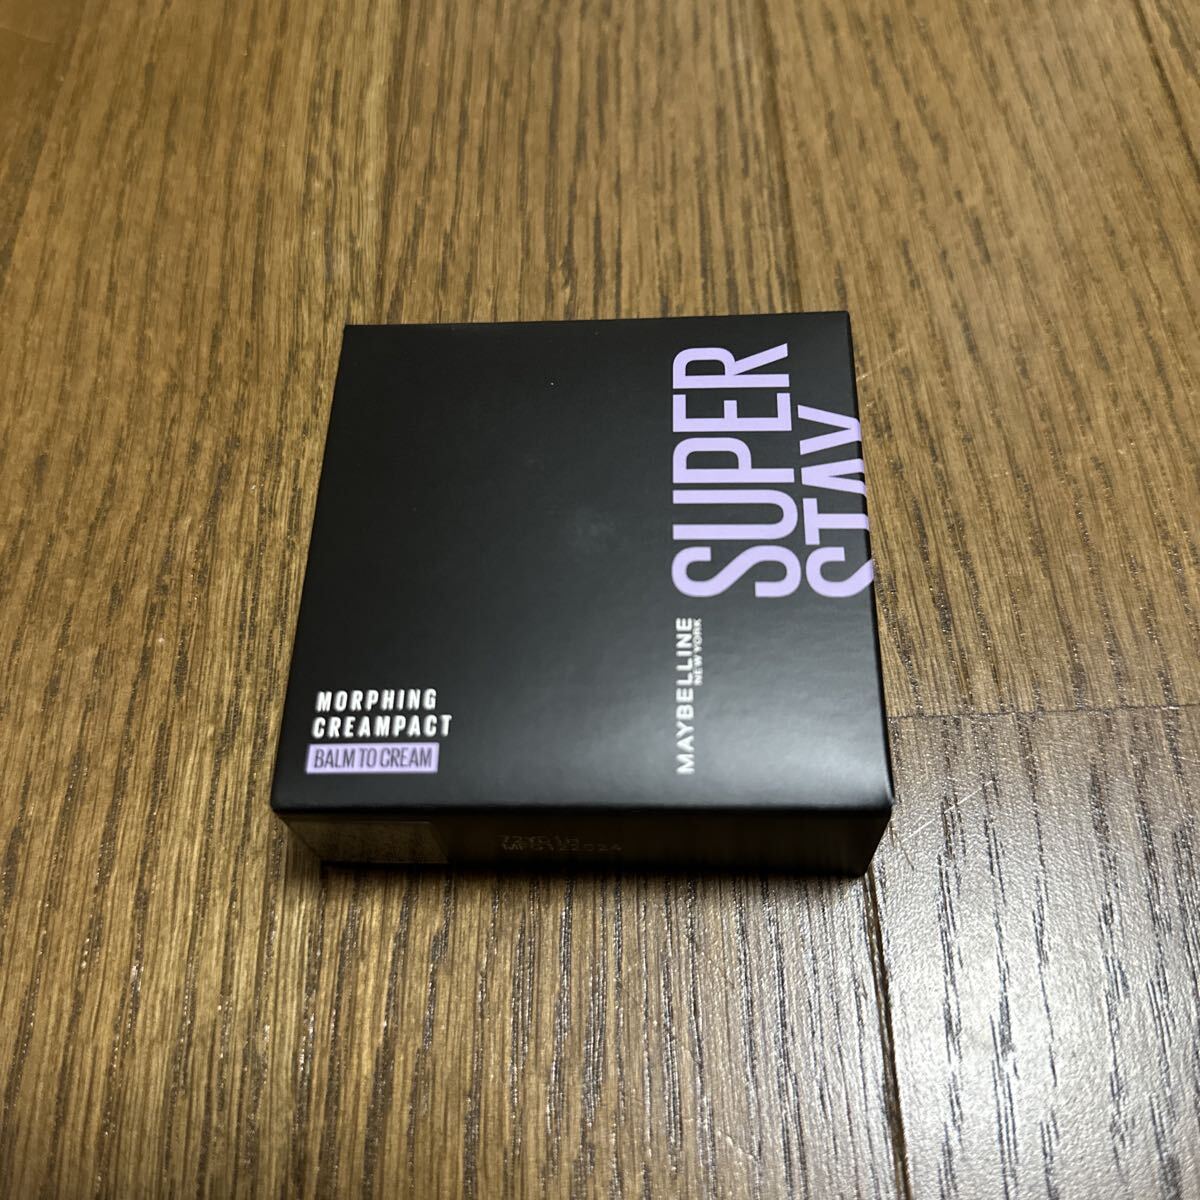 SUPER
STAY
MAYBELLINE
NEW YORK
MORPHING
CREAMPACT
BALM TO CREAM